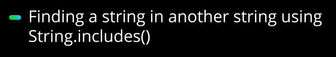 Finding a string in another string using
String.includes()